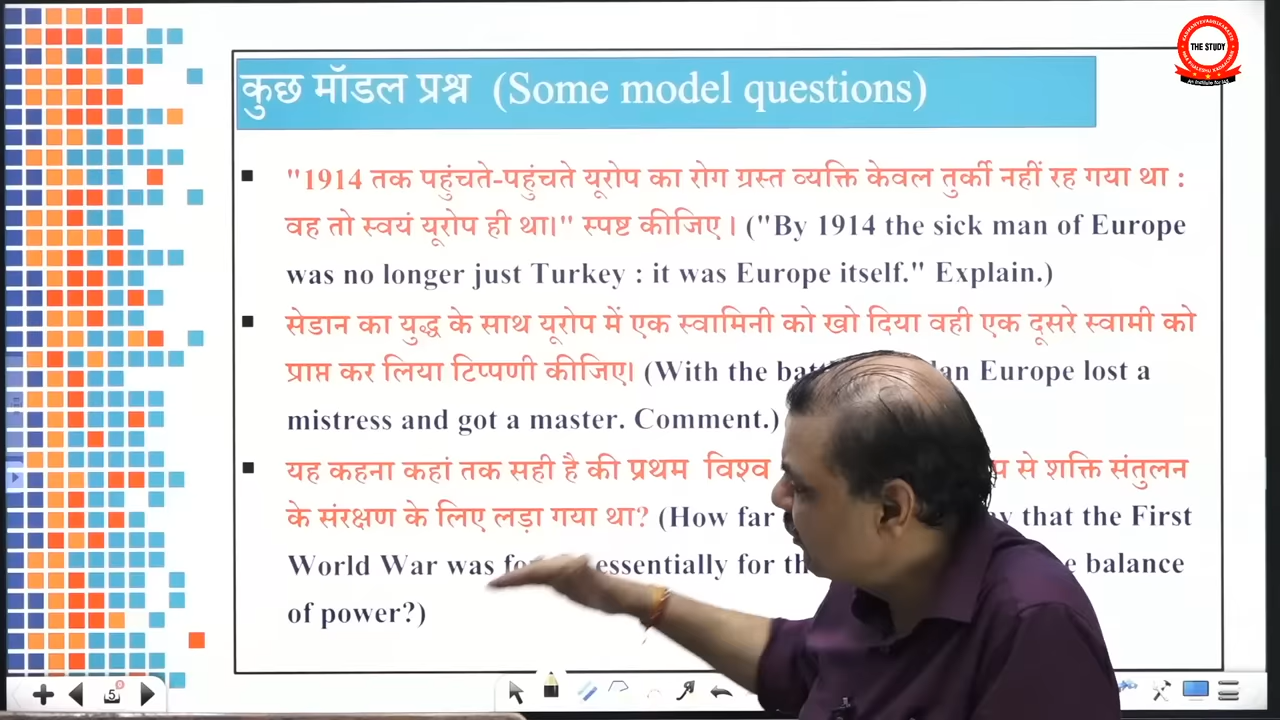 THE STUDY
An Institute for IAS
कुछ मॉडल प्रश्न (Some model questions)
"1914 तक पहुंचते-पहुंचते यूरोप का रोग ग्रस्त व्यक्ति केवल तुर्की नहीं रह गया था :
वह तो स्वयं यूरोप ही था।" स्पष्ट कीजिए । ("By 1914 the sick man of Europe
was no longer just Turkey : it was Europe itself." Explain.)
सेडान का युद्ध के साथ यूरोप में एक स्वामिनी को खो दिया वही एक दूसरे स्वामी को
प्राप्त कर लिया टिप्पणी कीजिए। (With the Europe lost a
mistress and got a master. Comment.)
यह कहना कहां तक सही है की प्रथम विश्व से शक्ति संतुलन
के संरक्षण के लिए लड़ा गया था? (How far that the First
World War was essentially for balance
of power?)
5